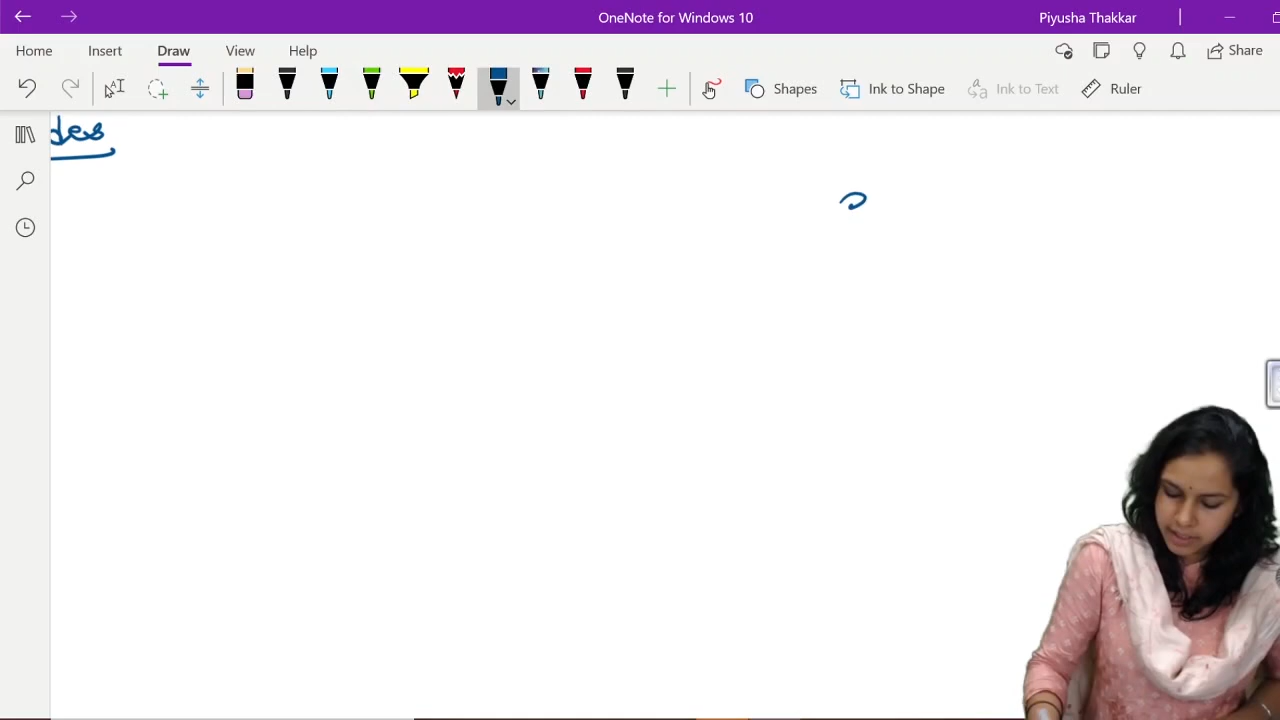 OneNote for Windows 10
Piyusha Thakkar
Home Insert Draw View Help
Share
Shapes Ink to Shape Ink to Text Ruler
des